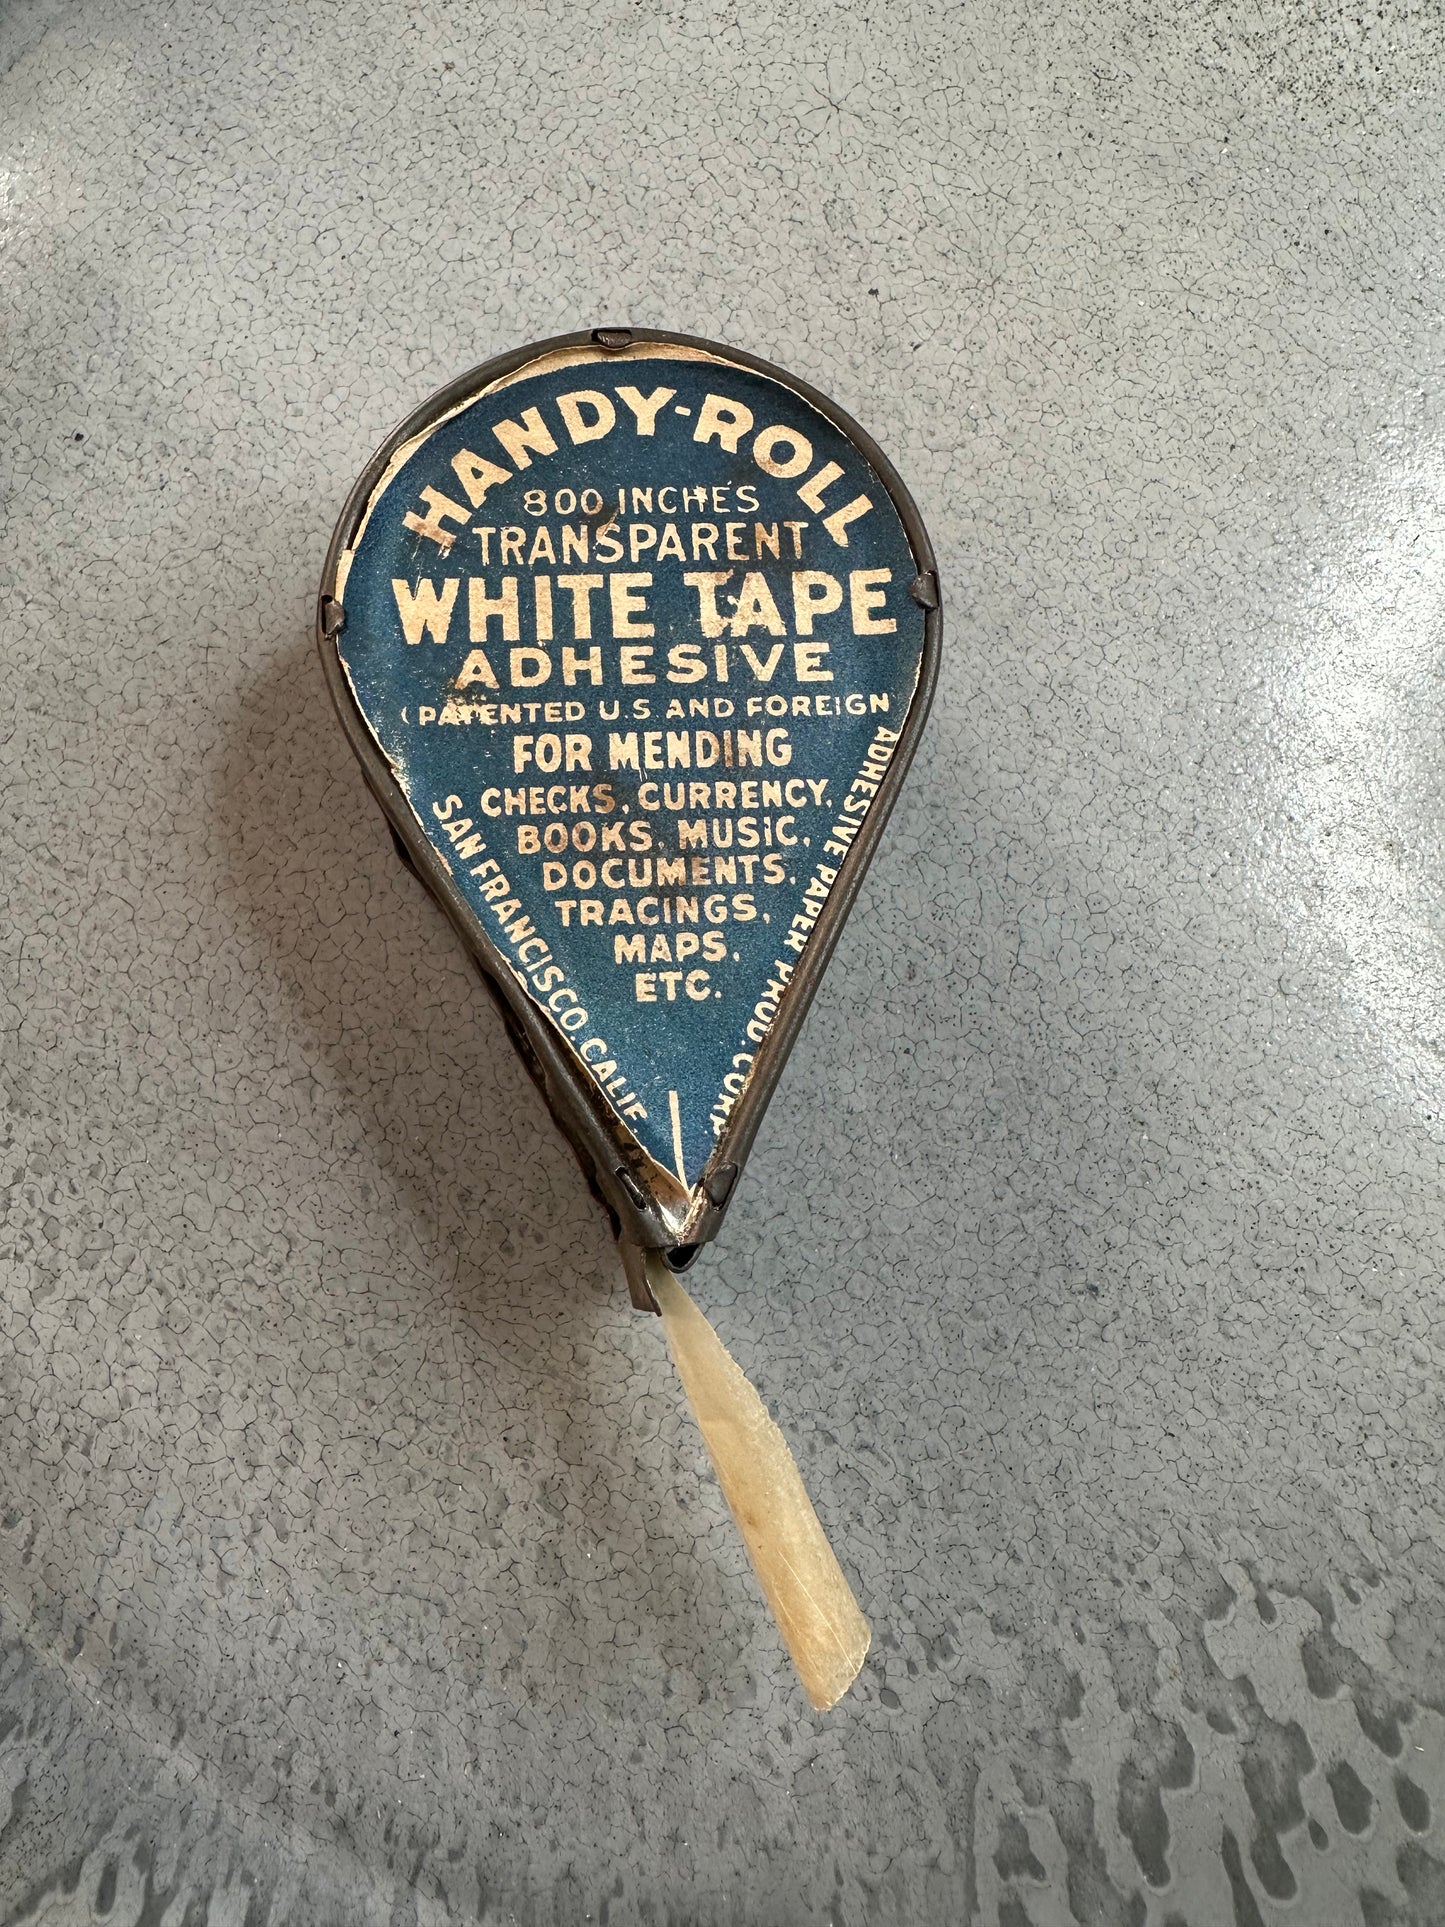 HANDY-ROLL
800 INCHES
TRANSPARENT
WHITE TAPE
ADHESIVE
(PATENTED U.S. AND FOREIGN
FOR MENDING
CHECKS, CURRENCY,
BOOKS, MUSIC,
DOCUMENTS,
TRACINGS,
MAPS,
ETC.
ADHESIVE PAPER PROD. CORP.
SAN FRANCISCO CALIF.